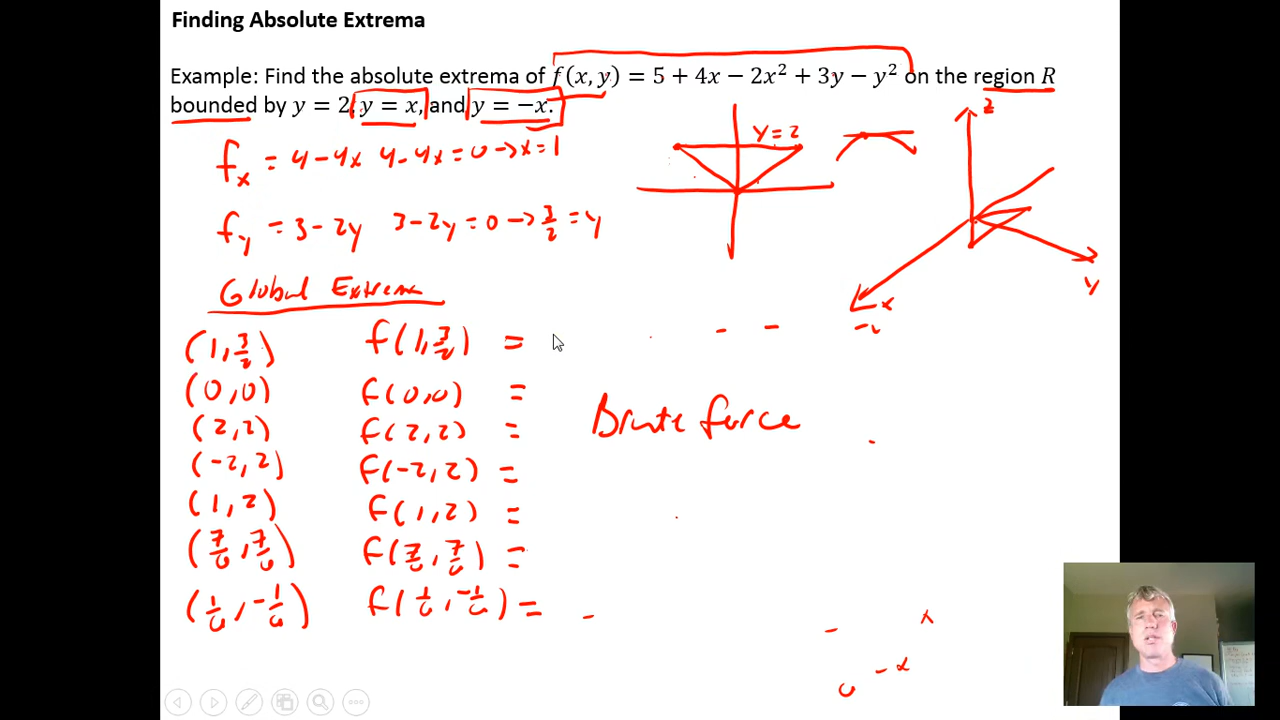 Finding Absolute Extrema
Example: Find the absolute extrema of f(x, y) = 5 + 4x − 2x² + 3y − y² on the region R
bounded by y = 2, y = x, and y = −x.
y = 2
z
f_x = 4 − 4x 4 − 4x = 0 → x = 1
f_y = 3 − 2y 3 − 2y = 0 → 3/2 = y
y
x
Global Extrema
(1, 3/2) f(1, 3/2) =
(0, 0) f(0, 0) =
Brute force
(2, 2) f(2, 2) =
(-2, 2) f(-2, 2) =
(1, 2) f(1, 2) =
(7/6, 7/6) f(7/6, 7/6) =
(1/6, -1/6) f(1/6, -1/6) =
x
-x